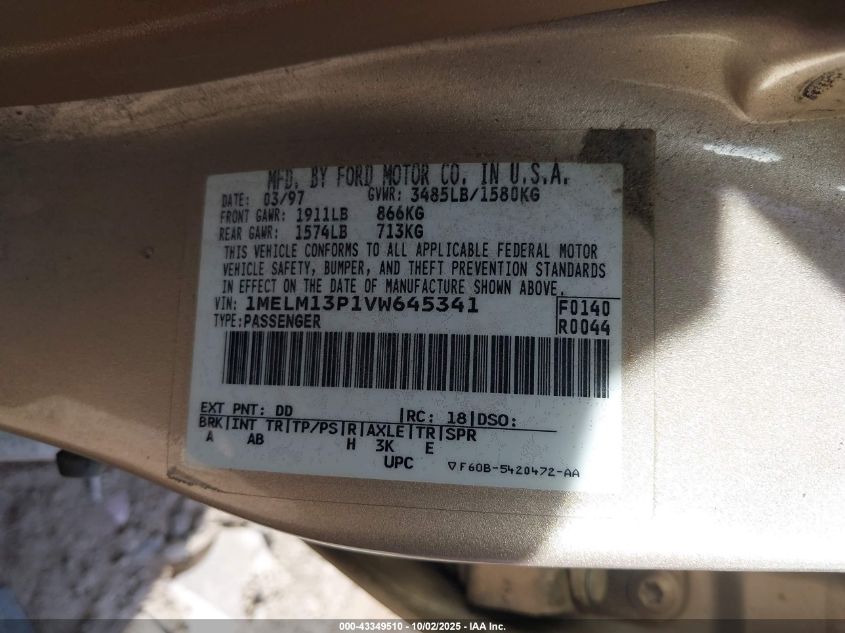 MFD. BY FORD MOTOR CO. IN U.S.A.
DATE: 03/97 GVWR: 3485LB/1580KG
FRONT GAWR: 1911LB 866KG
REAR GAWR: 1574LB 713KG
THIS VEHICLE CONFORMS TO ALL APPLICABLE FEDERAL MOTOR
VEHICLE SAFETY, BUMPER, AND THEFT PREVENTION STANDARDS
IN EFFECT ON THE DATE OF MANUFACTURE SHOWN ABOVE.
VIN: 1MELM13P1VW645341 F0140
TYPE: PASSENGER R0044
EXT PNT: DD |RC: 18|DSO:
BRK|INT TR|TP/PS|R|AXLE|TR|SPR
A AB H 3K E
UPC ▽F60B-5420472-AA
000-43349510 - 10/02/2025 - IAA Inc.